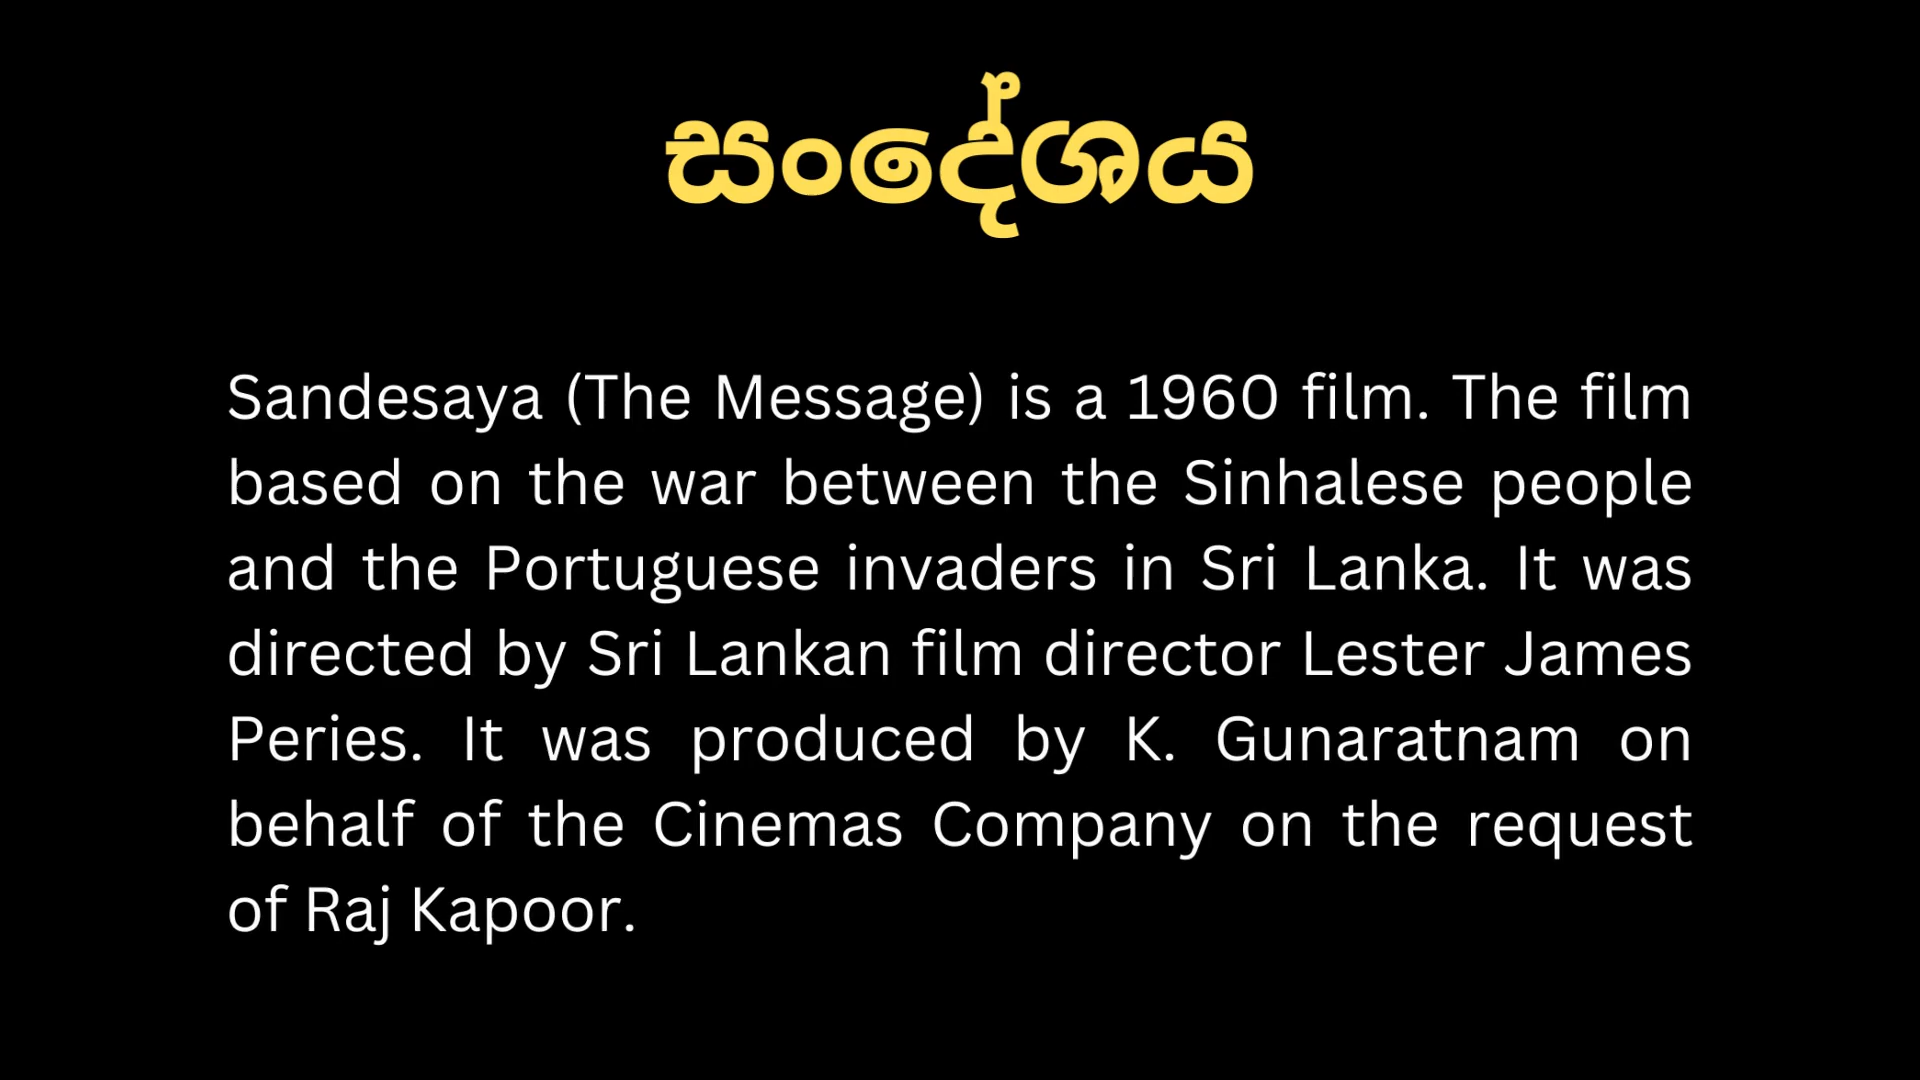 සංදේශය
Sandesaya (The Message) is a 1960 film. The film
based on the war between the Sinhalese people
and the Portuguese invaders in Sri Lanka. It was
directed by Sri Lankan film director Lester James
Peries. It was produced by K. Gunaratnam on
behalf of the Cinemas Company on the request
of Raj Kapoor.